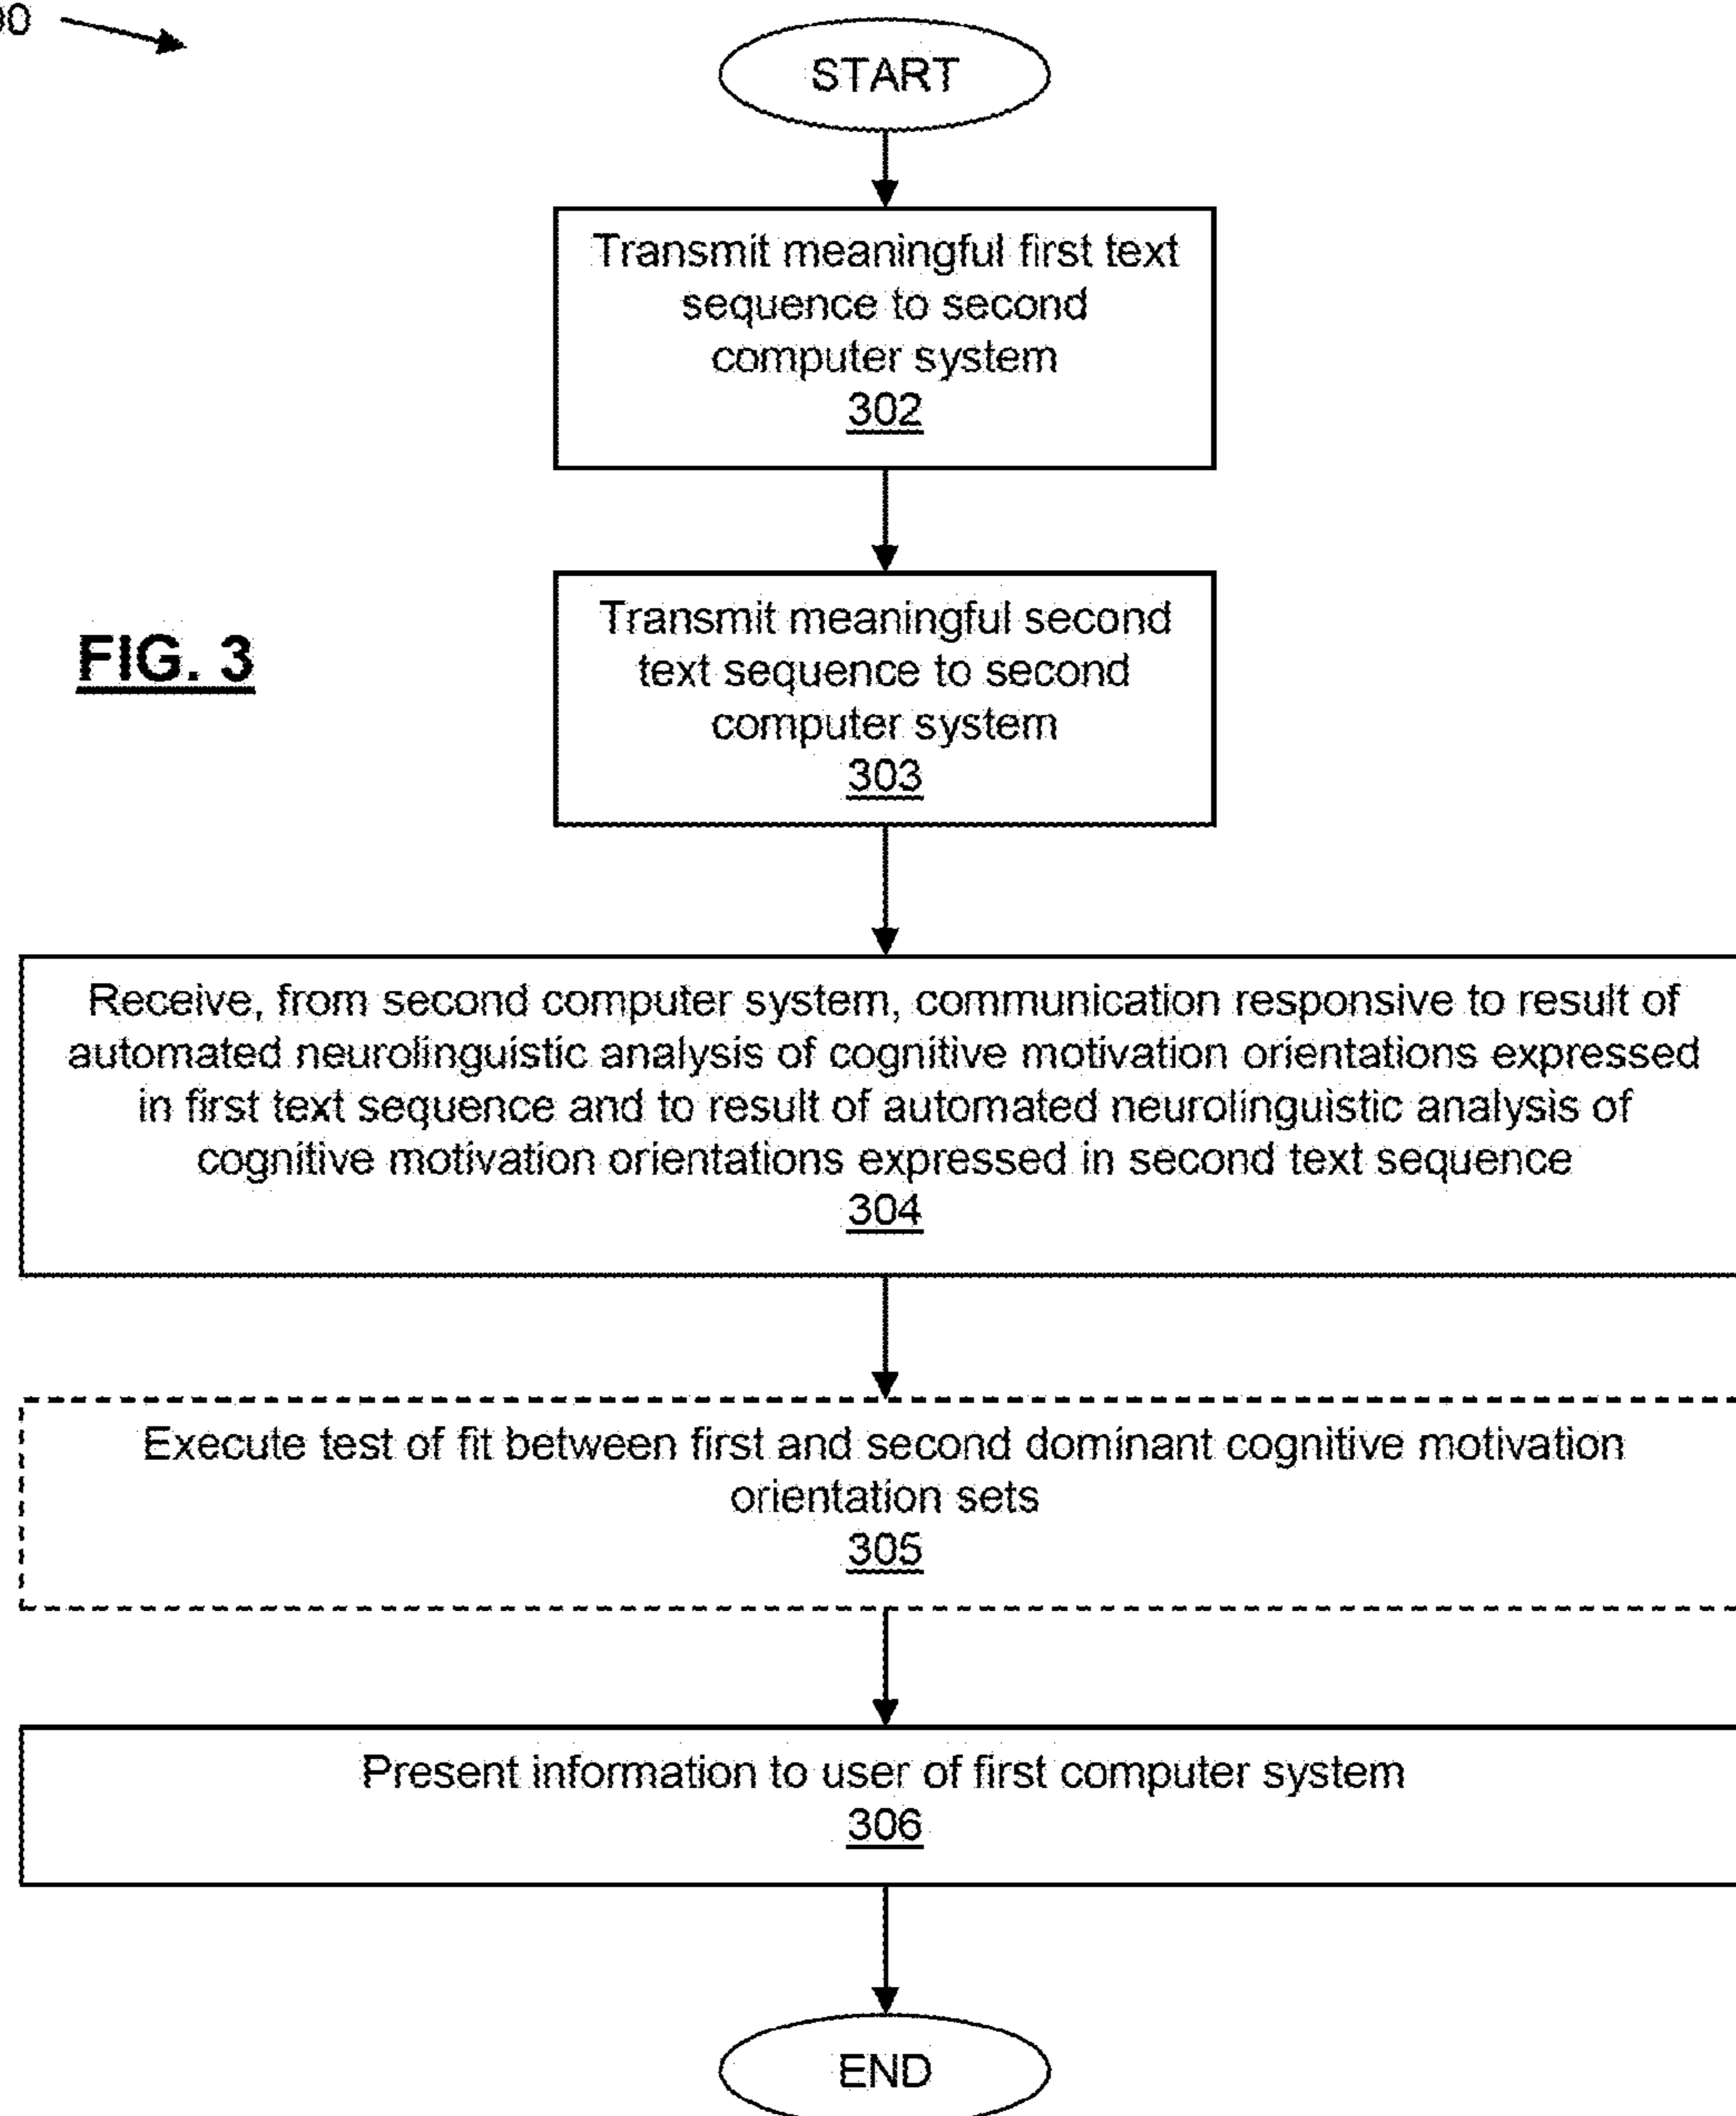 START
Transmit meaningful first text
sequence to second
computer system
302
Transmit meaningful second
text sequence to second
computer system
303
FIG. 3
Receive, from second computer system, communication responsive to result of
automated neurolinguistic analysis of cognitive motivation orientations expressed
in first text sequence and to result of automated neurolinguistic analysis of
cognitive motivation orientations expressed in second text sequence
304
Execute test of fit between first and second dominant cognitive motivation
orientation sets
305
Present information to user of first computer system
306
END